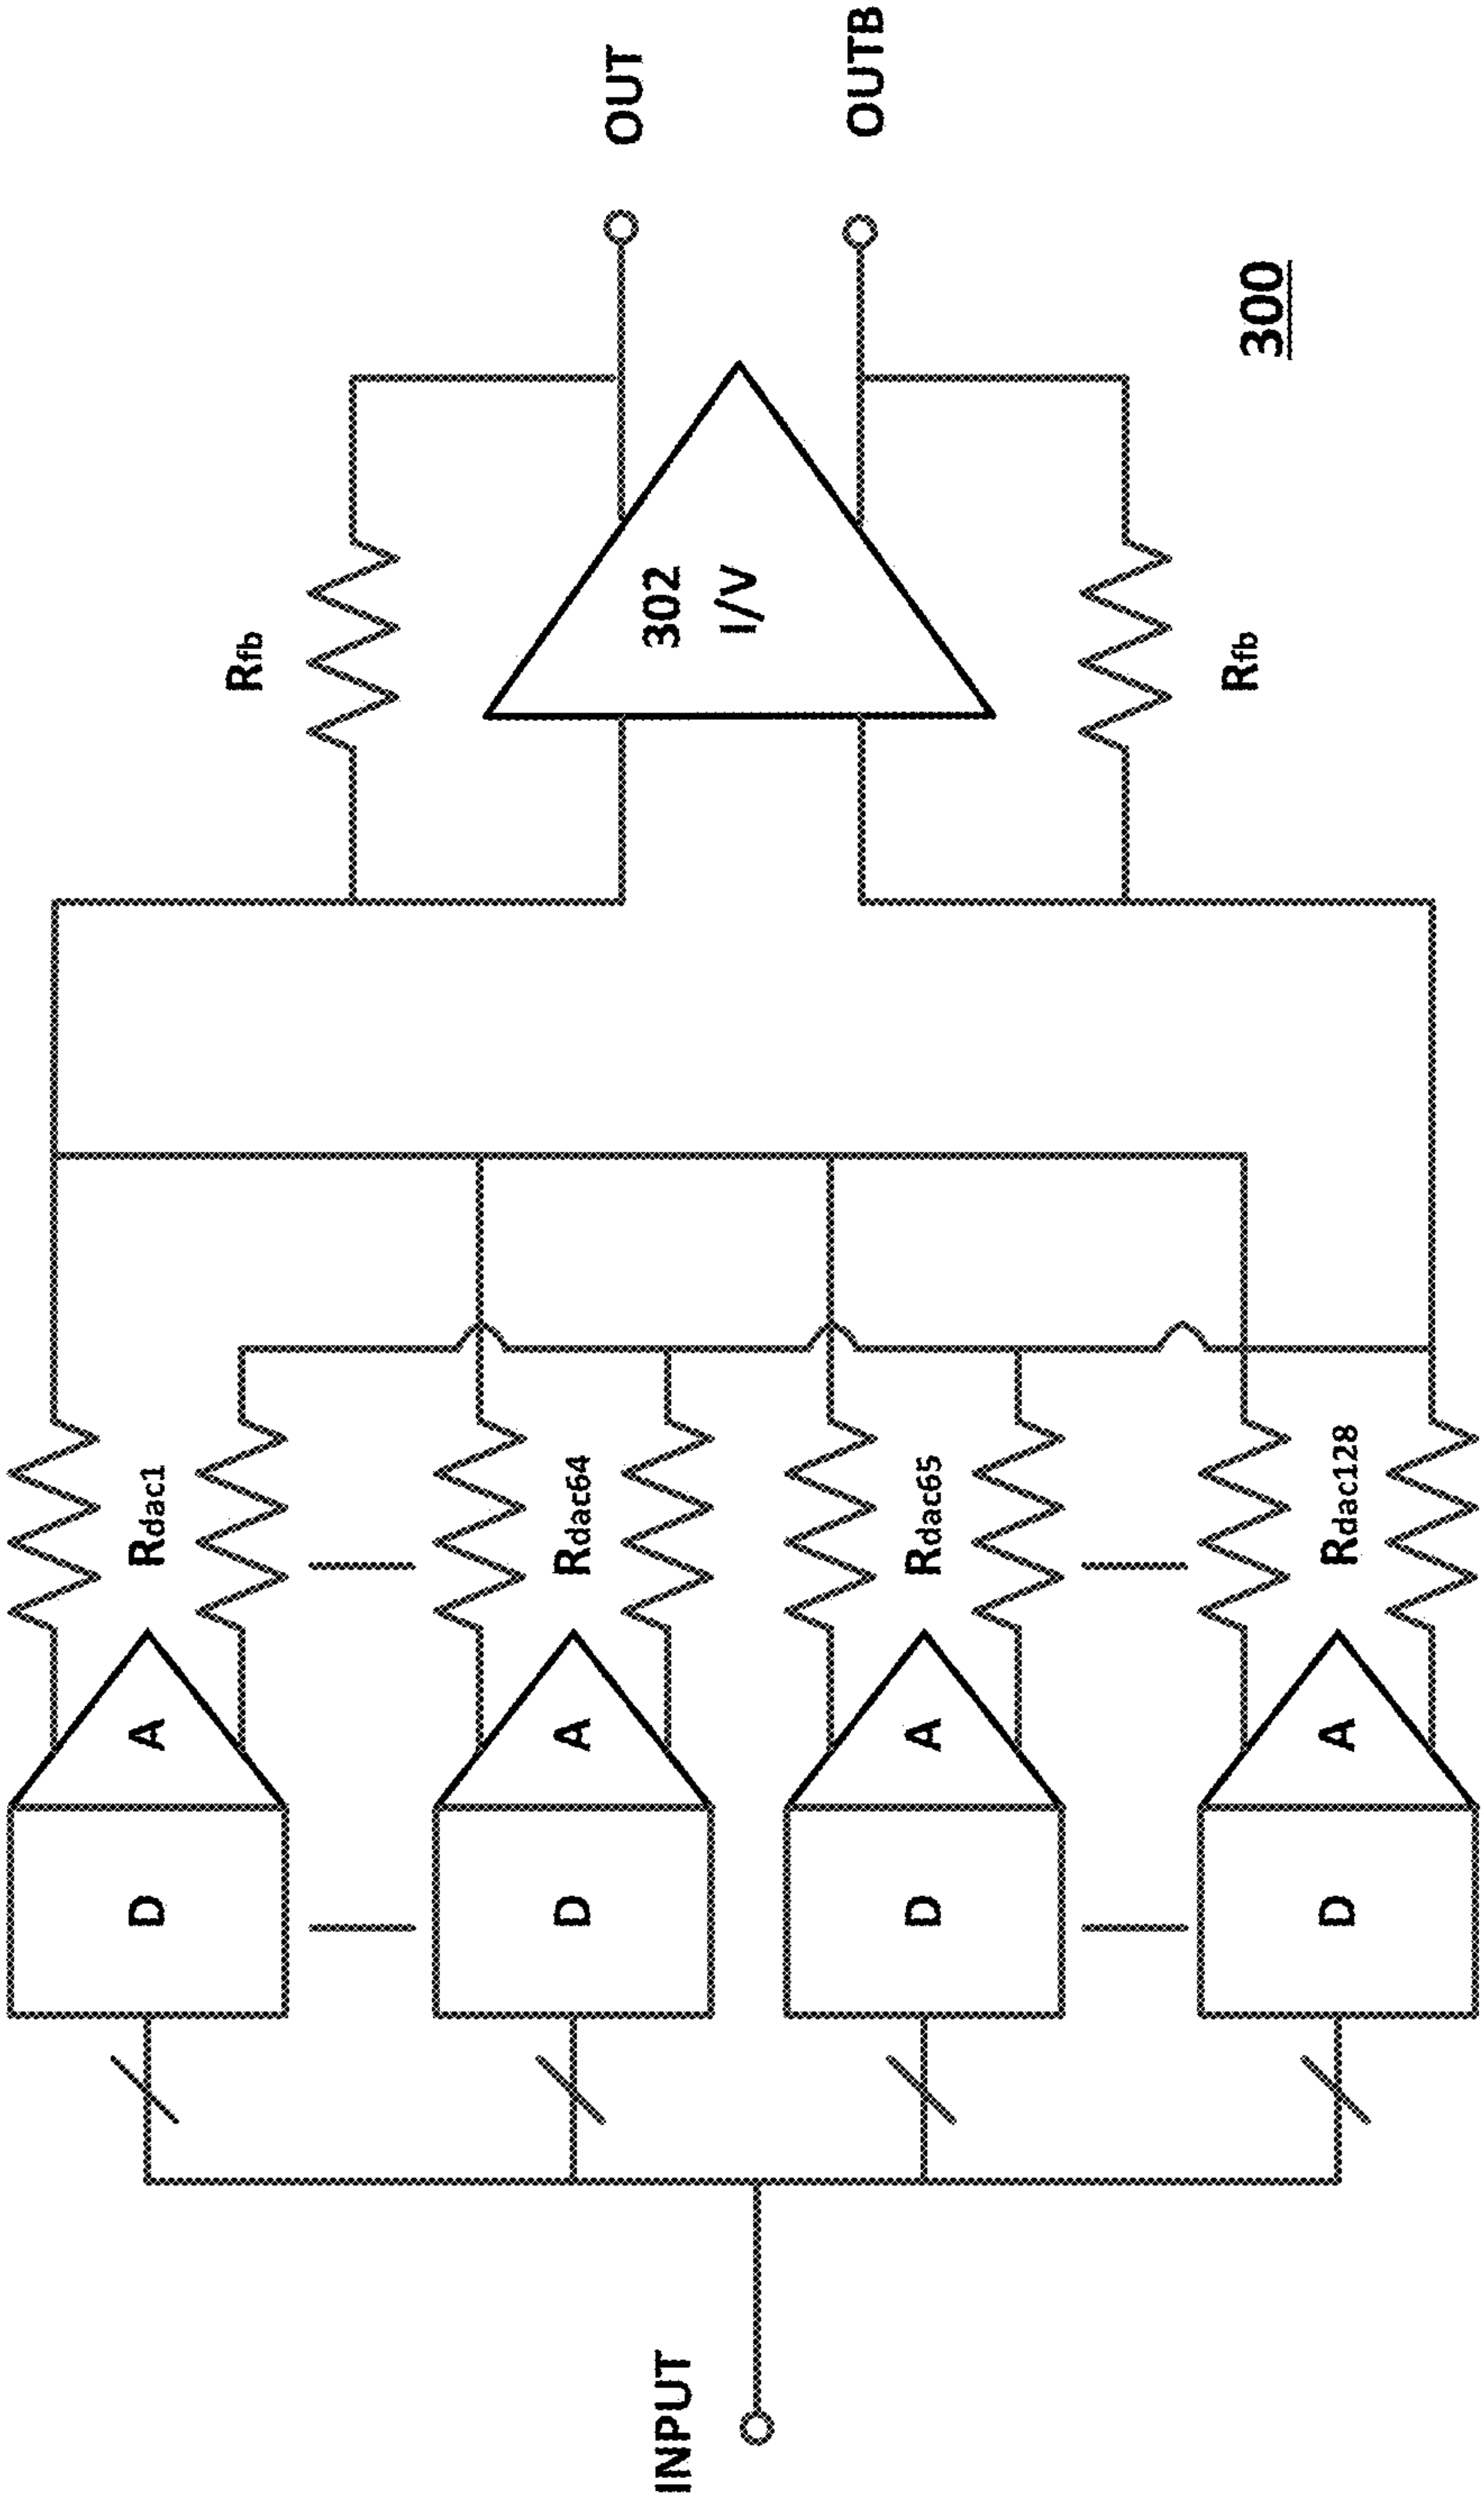 INPUT
D
A
Rdac1
D
A
Rdac64
D
A
Rdac65
D
A
Rdac128
Rfb
302
I/V
Rfb
OUT
OUTB
300